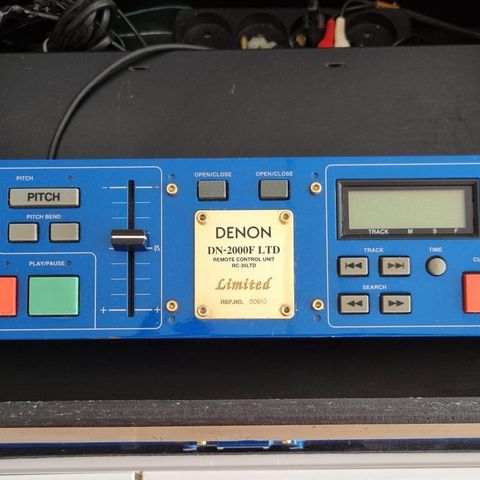 PITCH
PITCH
PITCH BEND
PLAY/PAUSE
0%
OPEN/CLOSE
OPEN/CLOSE
DENON
DN-2000F LTD
REMOTE CONTROL UNIT
RC-35LTD
Limited
REF.NO.
TRACK M S F
TRACK
TIME
SEARCH